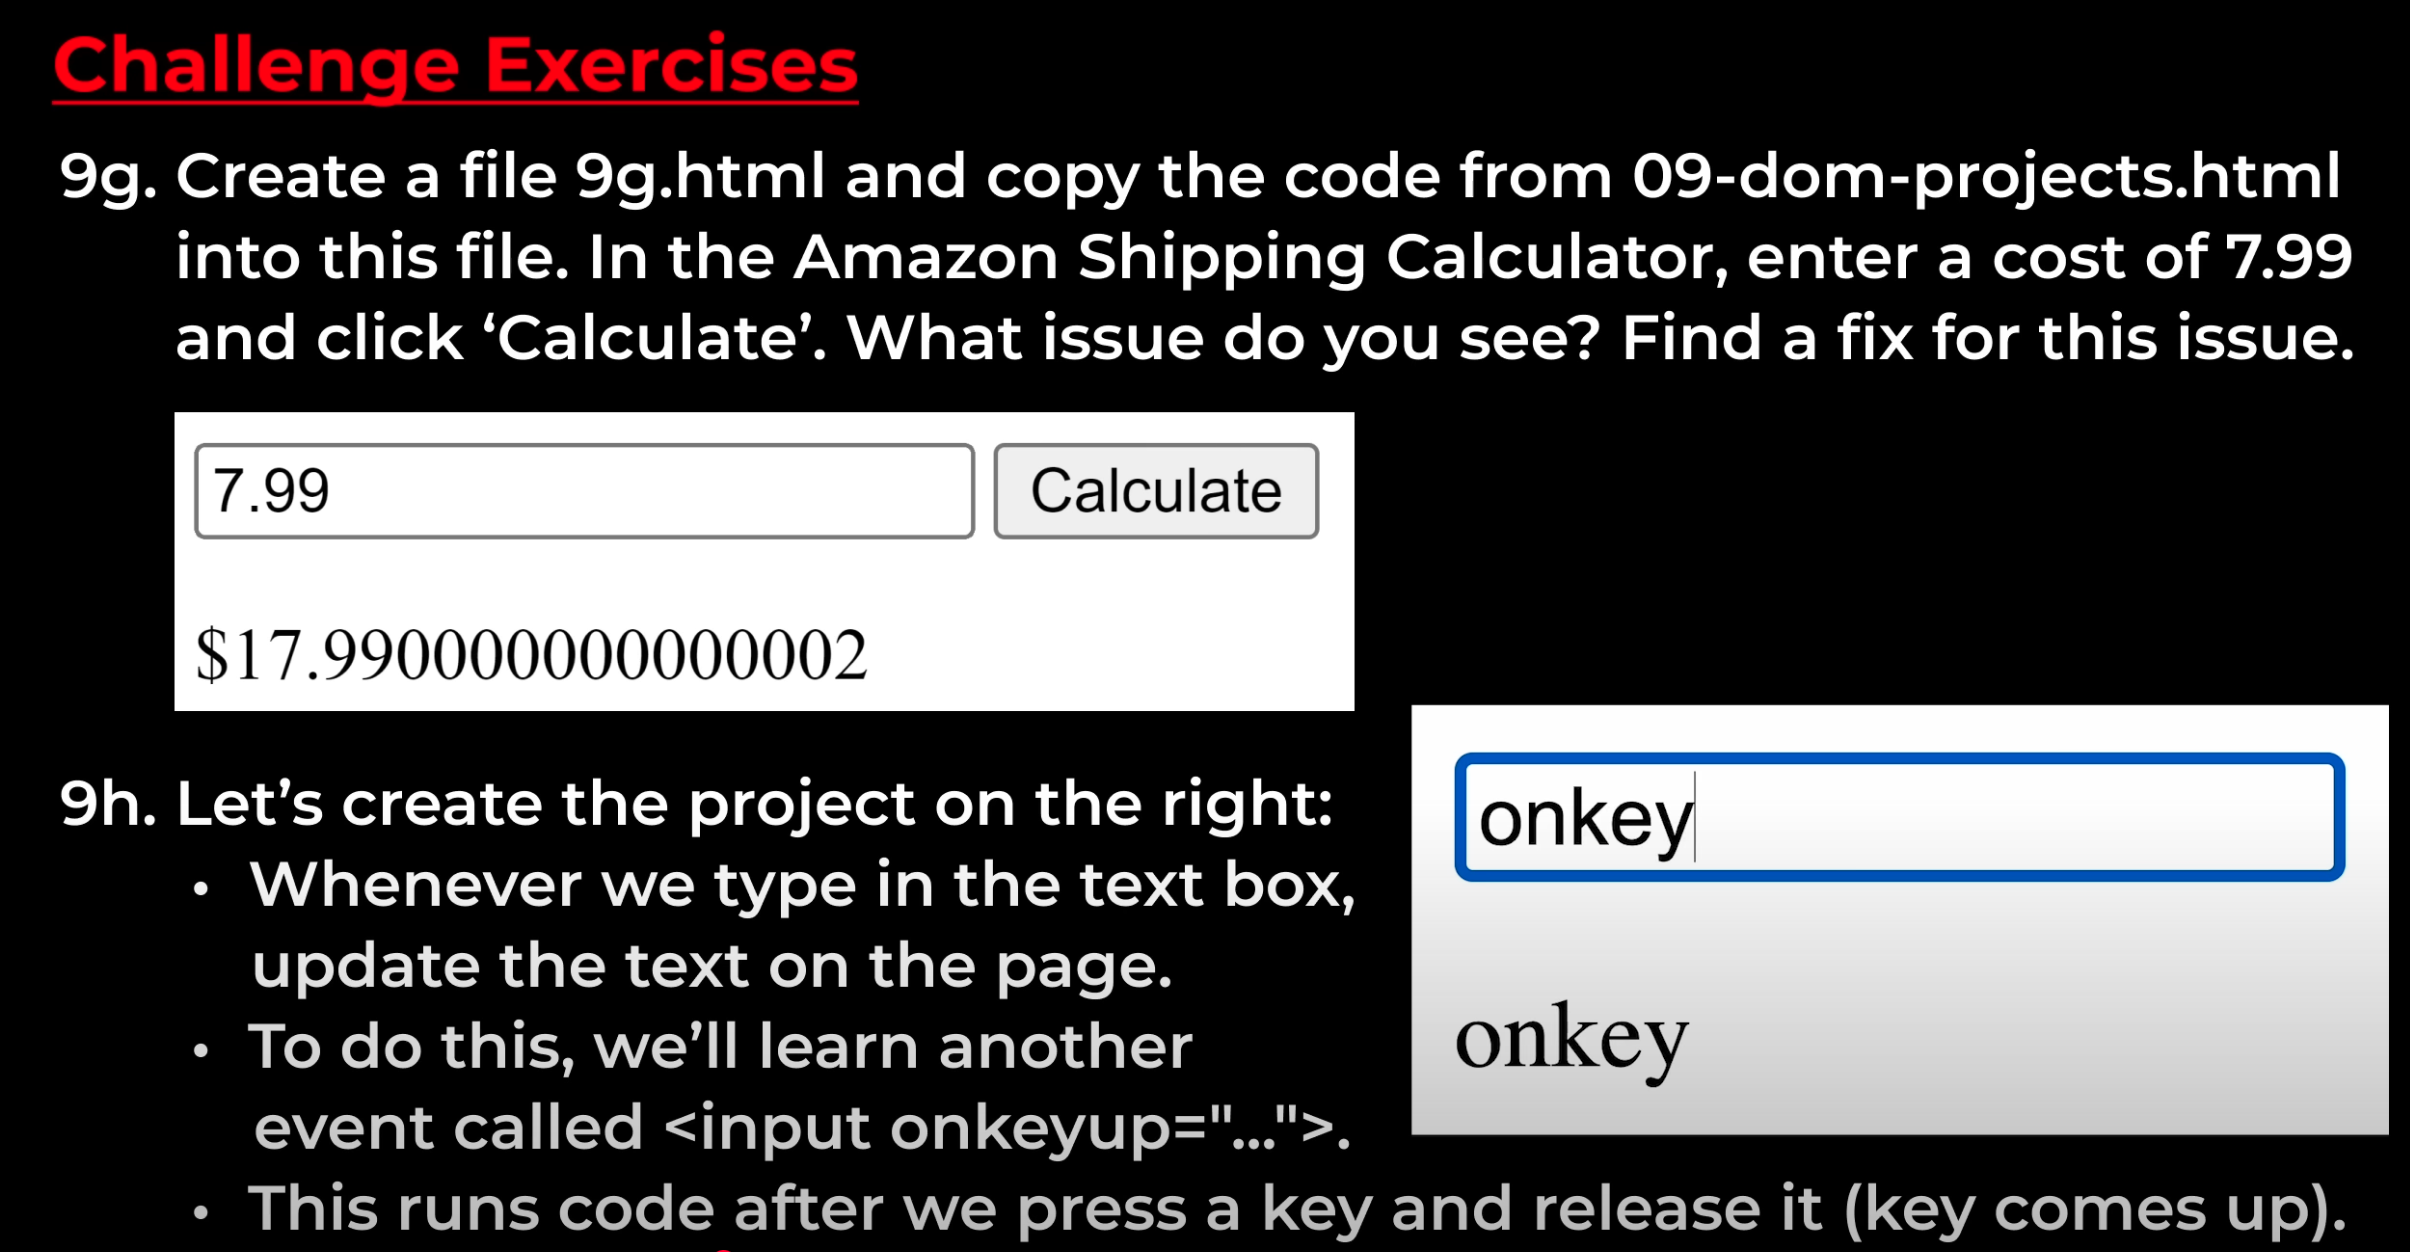 Challenge Exercises
9g. Create a file 9g.html and copy the code from 09-dom-projects.html
into this file. In the Amazon Shipping Calculator, enter a cost of 7.99
and click ‘Calculate’. What issue do you see? Find a fix for this issue.
7.99 Calculate
$17.990000000000002
9h. Let’s create the project on the right:
• Whenever we type in the text box,
update the text on the page.
• To do this, we’ll learn another
event called <input onkeyup="...">.
• This runs code after we press a key and release it (key comes up).
onkey
onkey